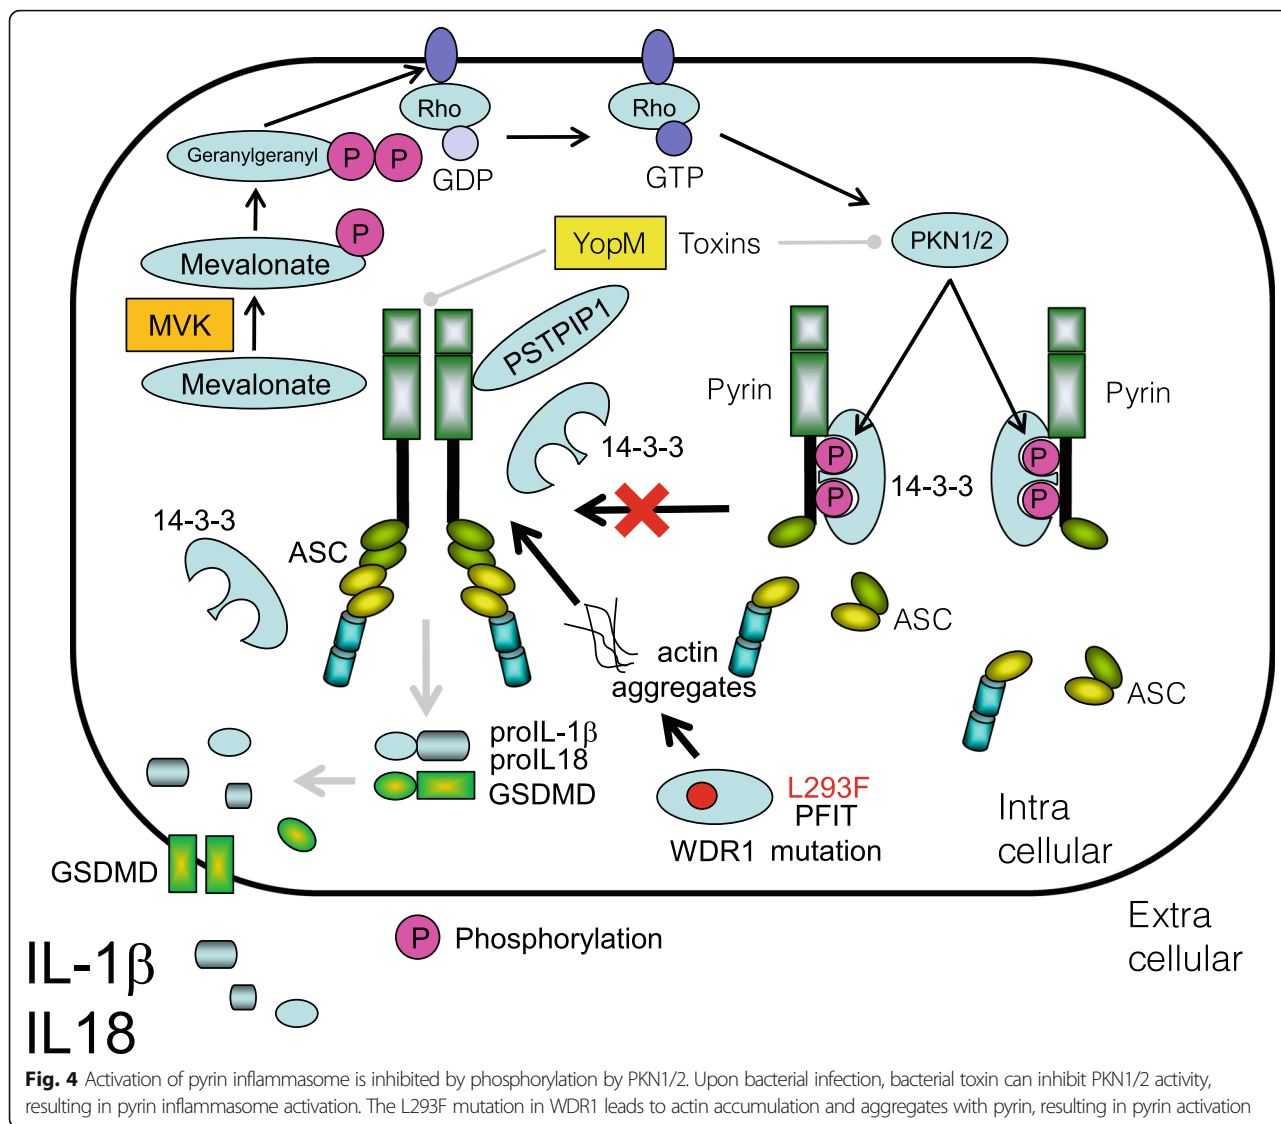 Rho
Rho
Geranylgeranyl
P
P
GDP
GTP
P
YopM
Toxins
PKN1/2
Mevalonate
MVK
PSTPIP1
Mevalonate
Pyrin
Pyrin
14-3-3
P
P
14-3-3
P
P
14-3-3
ASC
ASC
actin
aggregates
ASC
proIL-1β
proIL18
GSDMD
L293F
PFIT
WDR1 mutation
Intra
cellular
GSDMD
Extra
cellular
P
Phosphorylation
IL-1β
IL18
Fig. 4 Activation of pyrin inflammasome is inhibited by phosphorylation by PKN1/2. Upon bacterial infection, bacterial toxin can inhibit PKN1/2 activity,
resulting in pyrin inflammasome activation. The L293F mutation in WDR1 leads to actin accumulation and aggregates with pyrin, resulting in pyrin activation